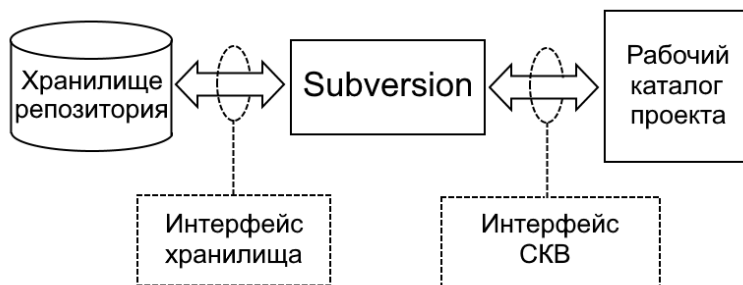 Хранилище
репозитория
Subversion
Рабочий
каталог
проекта
Интерфейс
хранилища
Интерфейс
СКВ